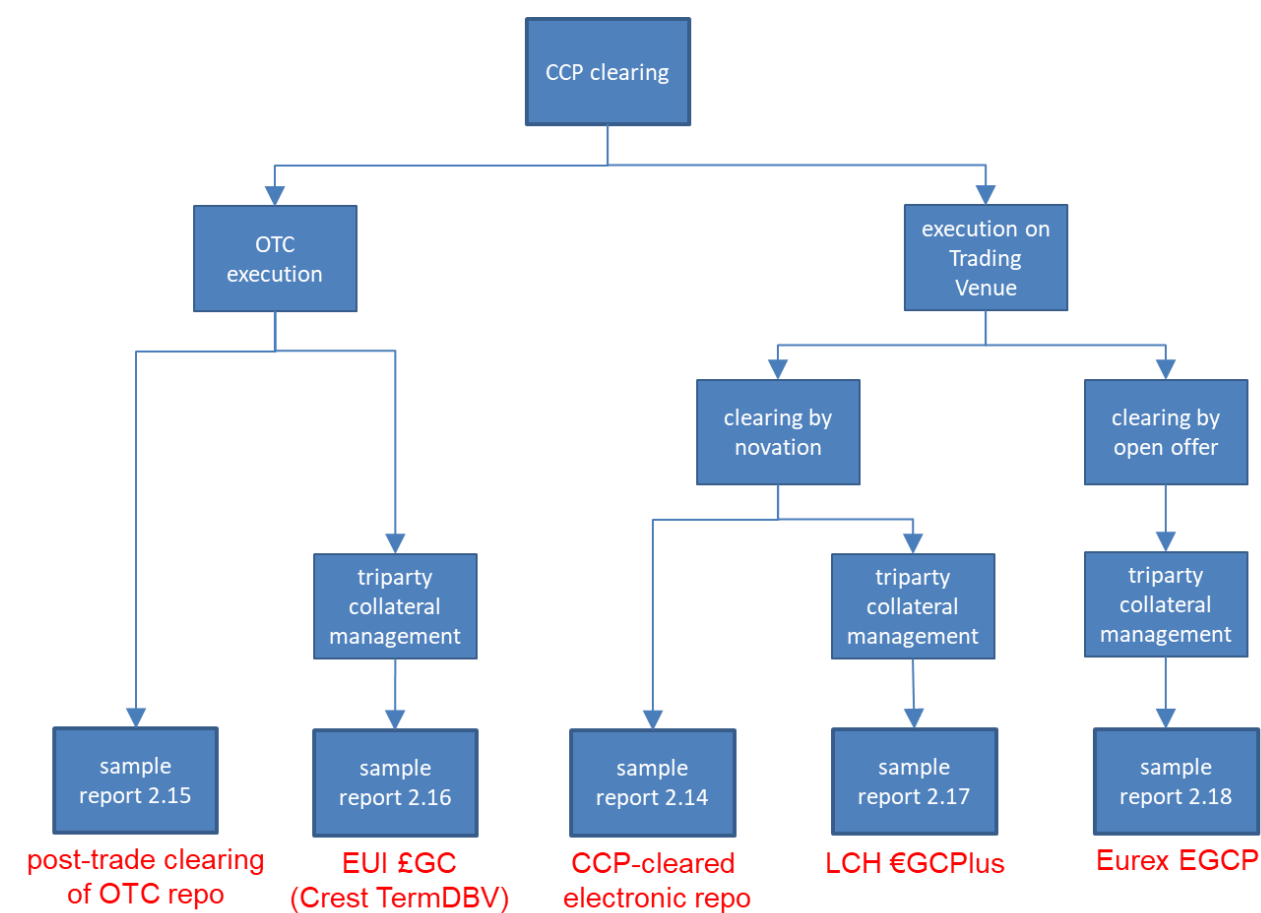 CCP clearing
OTC
execution
execution on
Trading
Venue
clearing by
novation
clearing by
open offer
triparty
collateral
management
triparty
collateral
management
triparty
collateral
management
sample
report 2.15
sample
report 2.16
sample
report 2.14
sample
report 2.17
sample
report 2.18
post-trade clearing
of OTC repo
EUI £GC
(Crest TermDBV)
CCP-cleared
electronic repo
LCH €GCPlus
Eurex EGCP